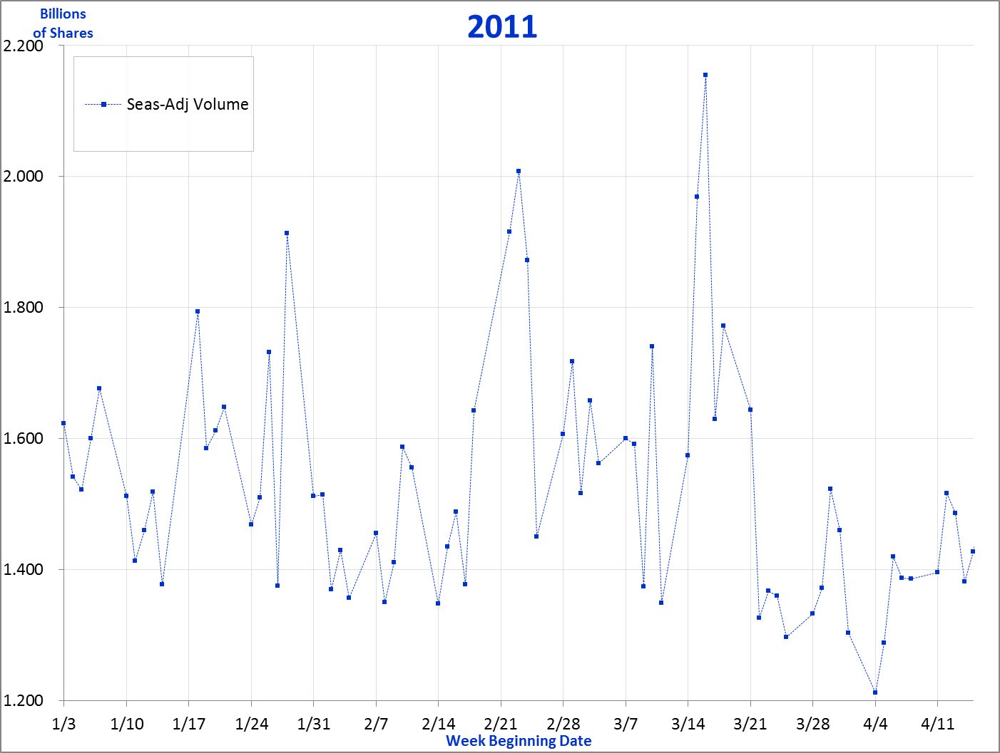 Billions
of Shares
2011
2.200
Seas-Adj Volume
2.000
1.800
1.600
1.400
1.200
1/3 1/10 1/17 1/24 1/31 2/7 2/14 2/21 2/28 3/7 3/14 3/21 3/28 4/4 4/11
Week Beginning Date